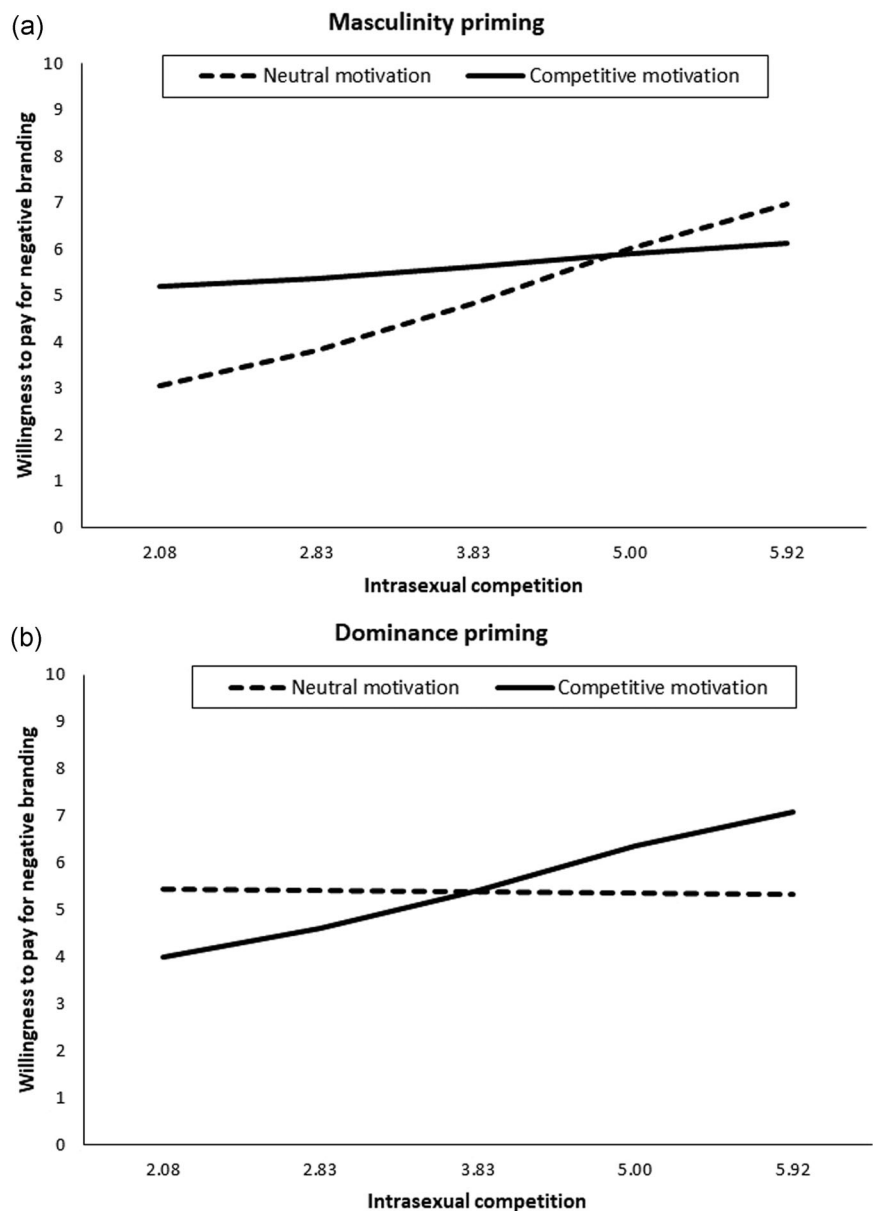 (a)
Masculinity priming
Neutral motivation Competitive motivation
Willingness to pay for negative branding
10
9
8
7
6
5
4
3
2
1
0
2.08 2.83 3.83 5.00 5.92
Intrasexual competition
(b)
Dominance priming
Neutral motivation Competitive motivation
Willingness to pay for negative branding
10
9
8
7
6
5
4
3
2
1
0
2.08 2.83 3.83 5.00 5.92
Intrasexual competition